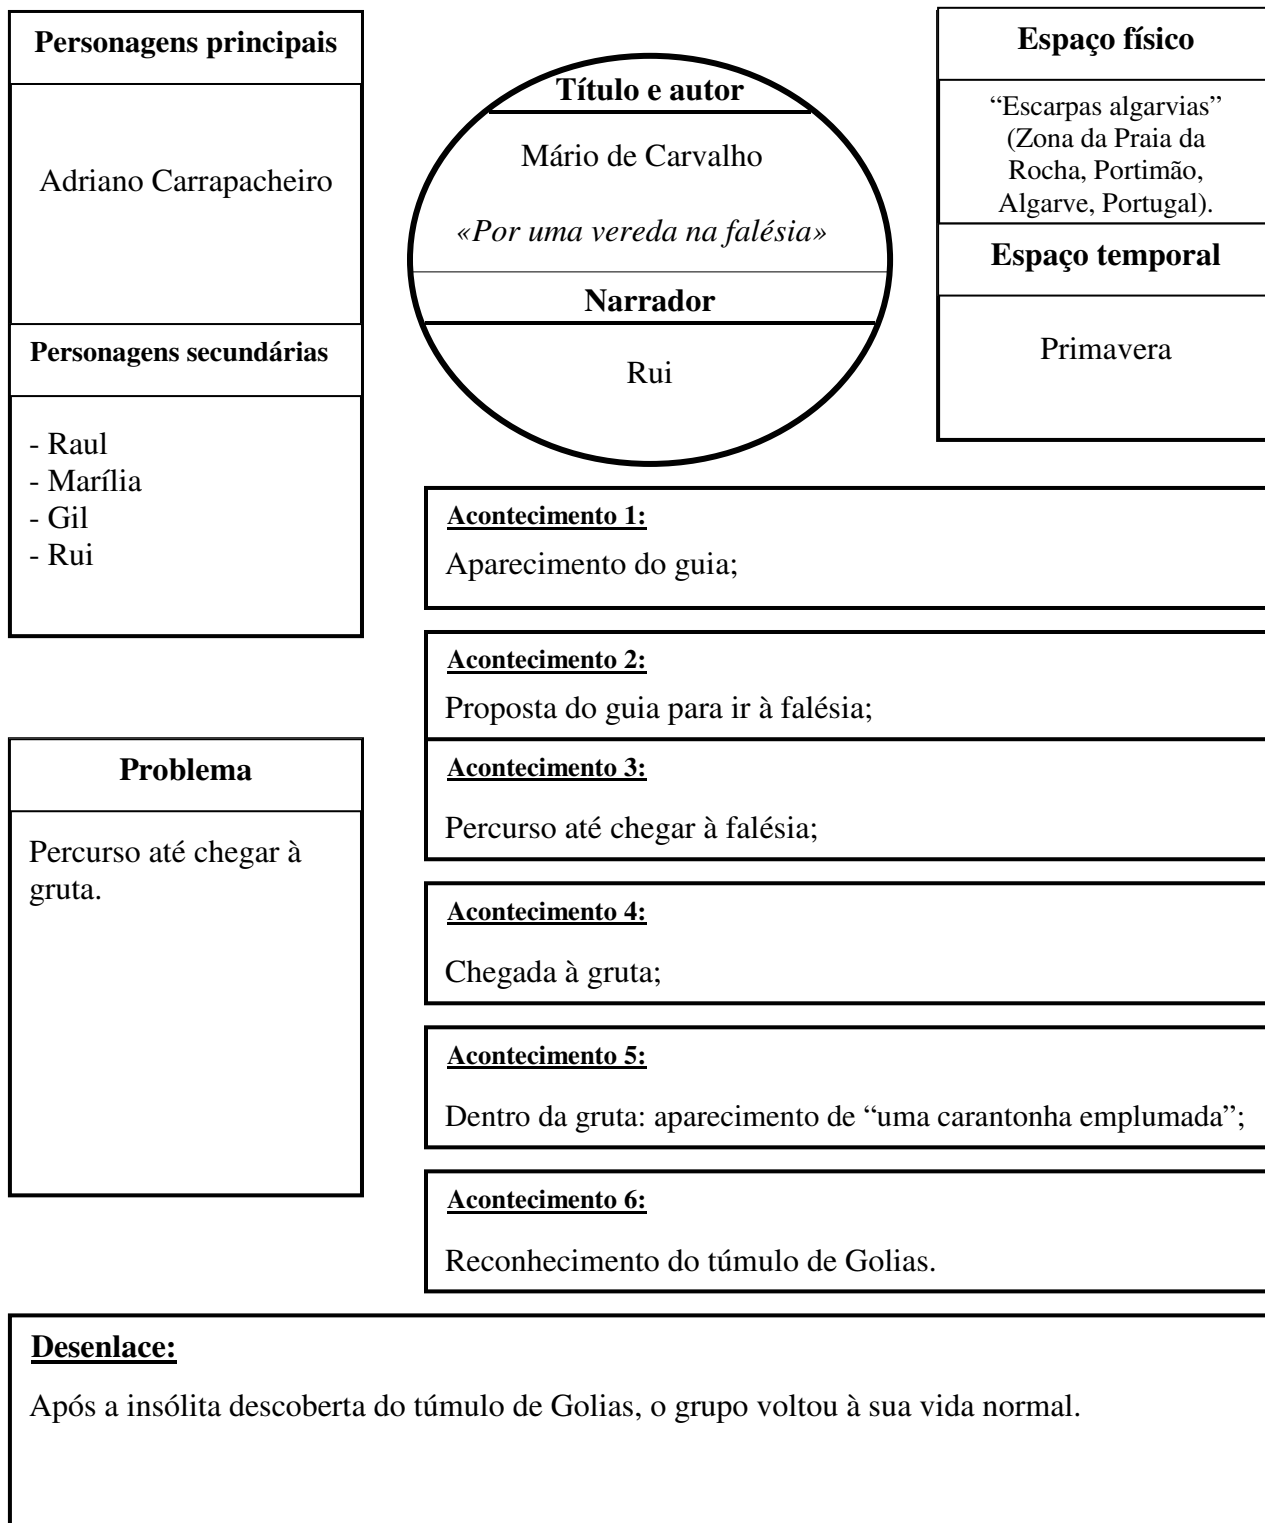 Personagens principais
Adriano Carrapacheiro
Personagens secundárias
- Raul
- Marília
- Gil
- Rui
Título e autor
Mário de Carvalho
«Por uma vereda na falésia»
Narrador
Rui
Espaço físico
“Escarpas algarvias”
(Zona da Praia da
Rocha, Portimão,
Algarve, Portugal).
Espaço temporal
Primavera
Problema
Percurso até chegar à
gruta.
Acontecimento 1:
Aparecimento do guia;
Acontecimento 2:
Proposta do guia para ir à falésia;
Acontecimento 3:
Percurso até chegar à falésia;
Acontecimento 4:
Chegada à gruta;
Acontecimento 5:
Dentro da gruta: aparecimento de “uma carantonha emplumada”;
Acontecimento 6:
Reconhecimento do túmulo de Golias.
Desenlace:
Após a insólita descoberta do túmulo de Golias, o grupo voltou à sua vida normal.